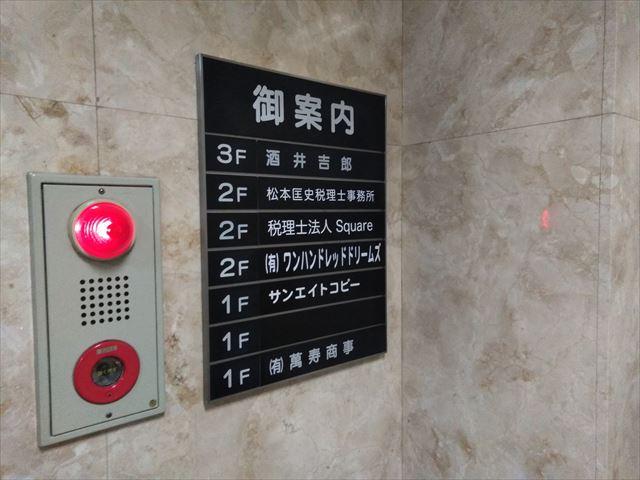 御案内
3F 酒井吉郎
2F 松本匡史税理士事務所
2F 税理士法人 Square
2F ㈲ワンハンドレッドドリームズ
1F サンエイトコピー
1F
1F ㈲萬寿商事